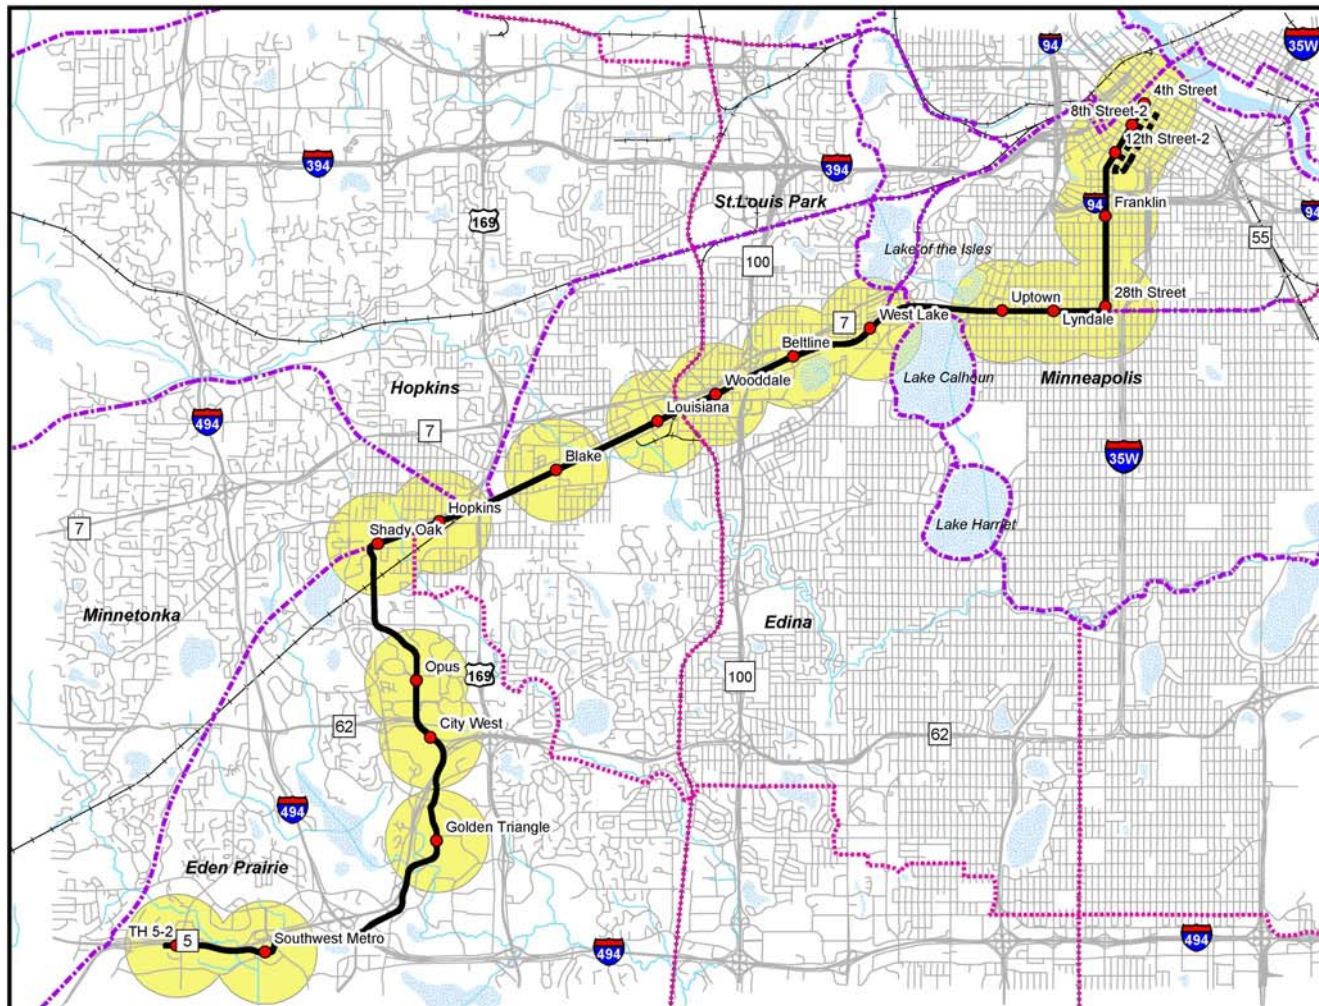 94
35W
4th Street
8th Street-2
12th Street-2
394
394
St.Louis Park
Franklin
94
94
169
55
Lake of the Isles
100
Uptown
28th Street
Lyndale
7
West Lake
Beltline
Lake Calhoun
Minneapolis
Hopkins
Wooddale
Louisiana
494
7
Blake
35W
Hopkins
Shady Oak
7
Lake Harriet
Minnetonka
Edina
Opus
169
100
62
City West
62
494
Golden Triangle
Eden Prairie
TH 5-2
5
Southwest Metro
494
494